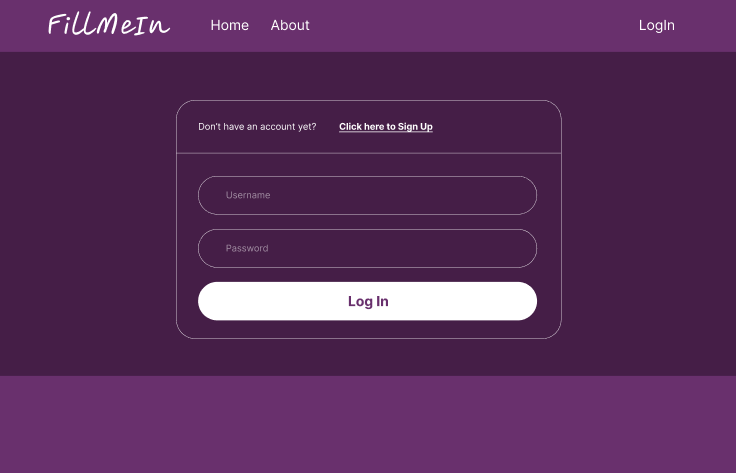 FillMeIn Home About LogIn
Don't have an account yet? Click here to Sign Up
Username
Password
Log In